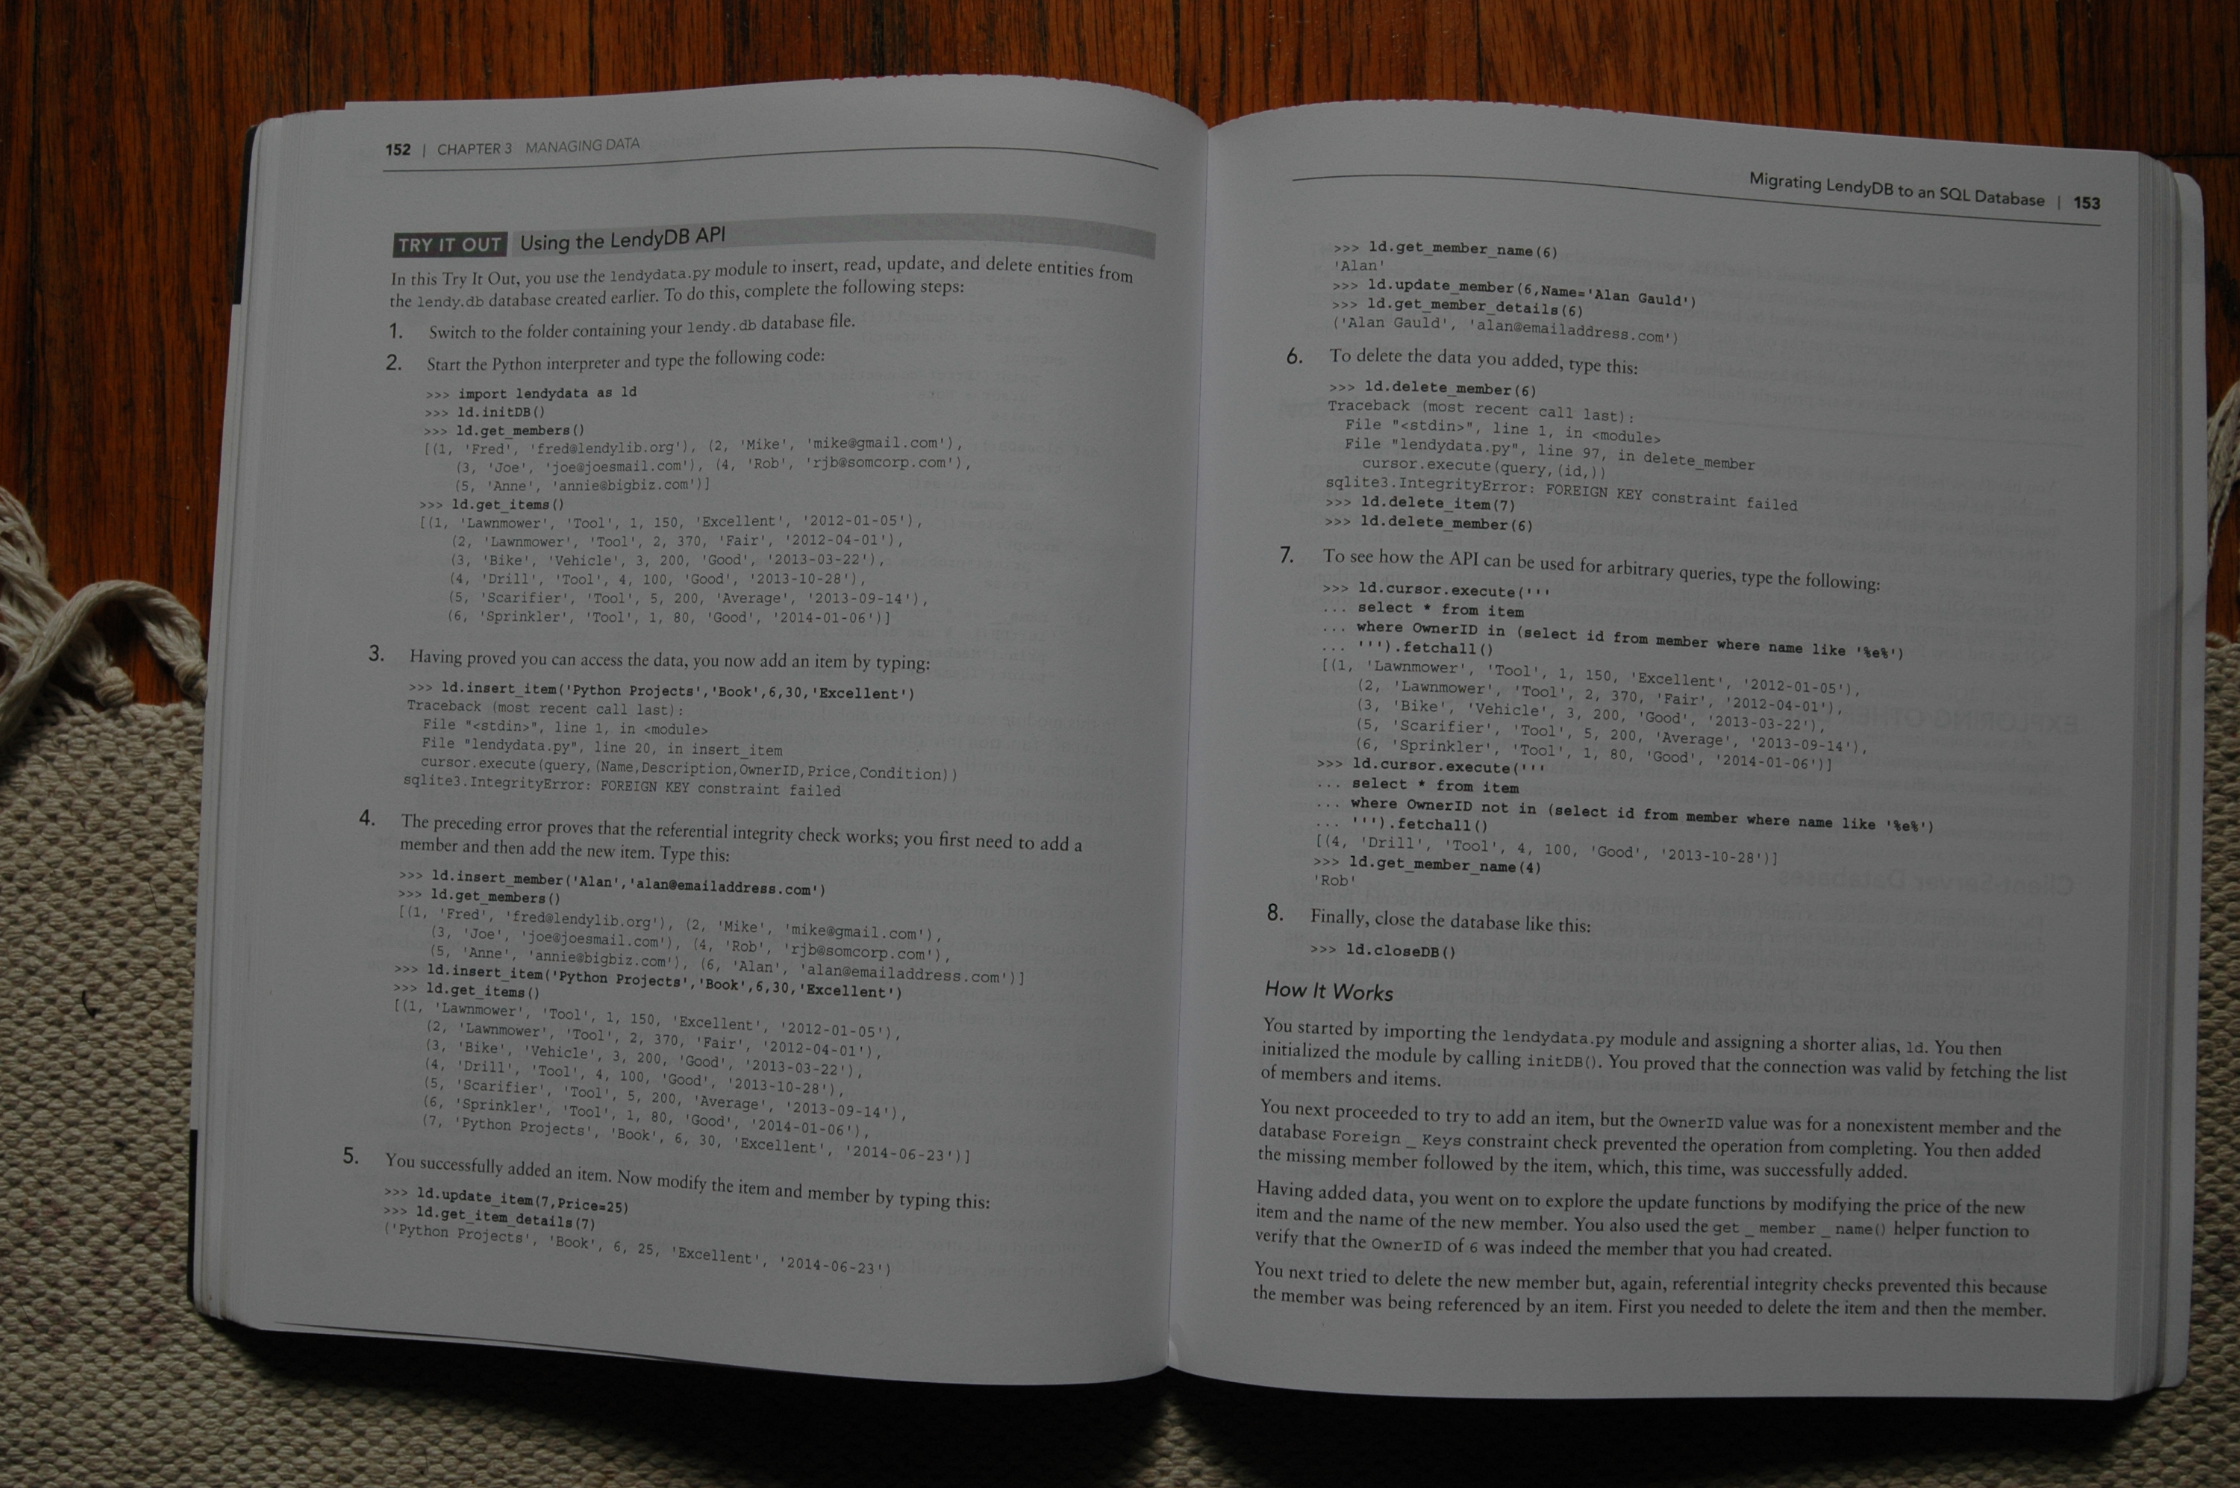 152 | CHAPTER 3 MANAGING DATA
TRY IT OUT Using the LendyDB API
In this Try It Out, you use the lendydata.py module to insert, read, update, and delete entities from
the lendy.db database created earlier. To do this, complete the following steps:
1. Switch to the folder containing your lendy.db database file.
2. Start the Python interpreter and type the following code:
>>> import lendydata as ld
>>> ld.initDB()
>>> ld.get_members()
[(1, 'Fred', 'fred@lendylib.org'), (2, 'Mike', 'mike@gmail.com'),
(3, 'Joe', 'joe@joesmail.com'), (4, 'Rob', 'rjb@somcorp.com'),
(5, 'Anne', 'annie@bigbiz.com')]
>>> ld.get_items()
[(1, 'Lawnmower', 'Tool', 1, 150, 'Excellent', '2012-01-05'),
(2, 'Lawnmower', 'Tool', 2, 370, 'Fair', '2012-04-01'),
(3, 'Bike', 'Vehicle', 3, 200, 'Good', '2013-03-22'),
(4, 'Drill', 'Tool', 4, 100, 'Good', '2013-10-28'),
(5, 'Scarifier', 'Tool', 5, 200, 'Average', '2013-09-14'),
(6, 'Sprinkler', 'Tool', 1, 80, 'Good', '2014-01-06')]
3. Having proved you can access the data, you now add an item by typing:
>>> ld.insert_item('Python Projects','Book',6,30,'Excellent')
Traceback (most recent call last):
File "<stdin>", line 1, in <module>
File "lendydata.py", line 20, in insert_item
cursor.execute(query,(Name,Description,OwnerID,Price,Condition))
sqlite3.IntegrityError: FOREIGN KEY constraint failed
4. The preceding error proves that the referential integrity check works; you first need to add a
member and then add the new item. Type this:
>>> ld.insert_member('Alan','alan@emailaddress.com')
>>> ld.get_members()
[(1, 'Fred', 'fred@lendylib.org'), (2, 'Mike', 'mike@gmail.com'),
(3, 'Joe', 'joe@joesmail.com'), (4, 'Rob', 'rjb@somcorp.com'),
(5, 'Anne', 'annie@bigbiz.com'), (6, 'Alan', 'alan@emailaddress.com')]
>>> ld.insert_item('Python Projects','Book',6,30,'Excellent')
>>> ld.get_items()
[(1, 'Lawnmower', 'Tool', 1, 150, 'Excellent', '2012-01-05'),
(2, 'Lawnmower', 'Tool', 2, 370, 'Fair', '2012-04-01'),
(3, 'Bike', 'Vehicle', 3, 200, 'Good', '2013-03-22'),
(4, 'Drill', 'Tool', 4, 100, 'Good', '2013-10-28'),
(5, 'Scarifier', 'Tool', 5, 200, 'Average', '2013-09-14'),
(6, 'Sprinkler', 'Tool', 1, 80, 'Good', '2014-01-06'),
(7, 'Python Projects', 'Book', 6, 30, 'Excellent', '2014-06-23')]
5. You successfully added an item. Now modify the item and member by typing this:
>>> ld.update_item(7,Price=25)
>>> ld.get_item_details(7)
('Python Projects', 'Book', 6, 25, 'Excellent', '2014-06-23')
Migrating LendyDB to an SQL Database | 153
>>> ld.get_member_name(6)
'Alan'
>>> ld.update_member(6,Name='Alan Gauld')
>>> ld.get_member_details(6)
('Alan Gauld', 'alan@emailaddress.com')
6. To delete the data you added, type this:
>>> ld.delete_member(6)
Traceback (most recent call last):
File "<stdin>", line 1, in <module>
File "lendydata.py", line 97, in delete_member
cursor.execute(query,(id,))
sqlite3.IntegrityError: FOREIGN KEY constraint failed
>>> ld.delete_item(7)
>>> ld.delete_member(6)
7. To see how the API can be used for arbitrary queries, type the following:
>>> ld.cursor.execute('''
... select * from item
... where OwnerID in (select id from member where name like '%e%')
... ''').fetchall()
[(1, 'Lawnmower', 'Tool', 1, 150, 'Excellent', '2012-01-05'),
(2, 'Lawnmower', 'Tool', 2, 370, 'Fair', '2012-04-01'),
(3, 'Bike', 'Vehicle', 3, 200, 'Good', '2013-03-22'),
(5, 'Scarifier', 'Tool', 5, 200, 'Average', '2013-09-14'),
(6, 'Sprinkler', 'Tool', 1, 80, 'Good', '2014-01-06')]
>>> ld.cursor.execute('''
... select * from item
... where OwnerID not in (select id from member where name like '%e%')
... ''').fetchall()
[(4, 'Drill', 'Tool', 4, 100, 'Good', '2013-10-28')]
>>> ld.get_member_name(4)
'Rob'
8. Finally, close the database like this:
>>> ld.closeDB()
How It Works
You started by importing the lendydata.py module and assigning a shorter alias, ld. You then
initialized the module by calling initDB(). You proved that the connection was valid by fetching the list
of members and items.
You next proceeded to try to add an item, but the OwnerID value was for a nonexistent member and the
database Foreign _ Keys constraint check prevented the operation from completing. You then added
the missing member followed by the item, which, this time, was successfully added.
Having added data, you went on to explore the update functions by modifying the price of the new
item and the name of the new member. You also used the get _ member _ name() helper function to
verify that the OwnerID of 6 was indeed the member that you had created.
You next tried to delete the new member but, again, referential integrity checks prevented this because
the member was being referenced by an item. First you needed to delete the item and then the member.